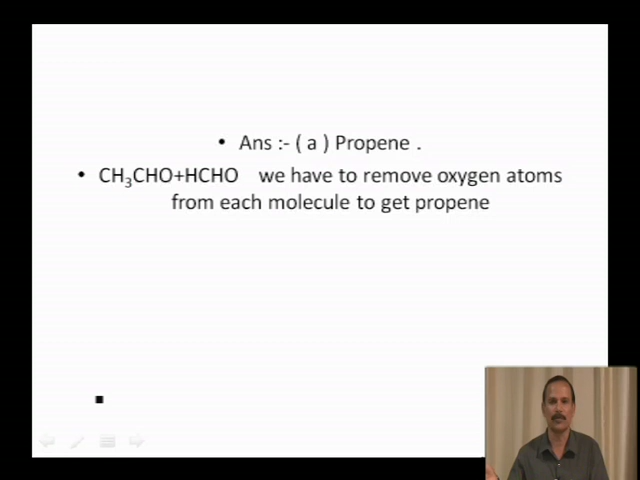 • Ans :- ( a ) Propene .
• CH₃CHO+HCHO we have to remove oxygen atoms
from each molecule to get propene